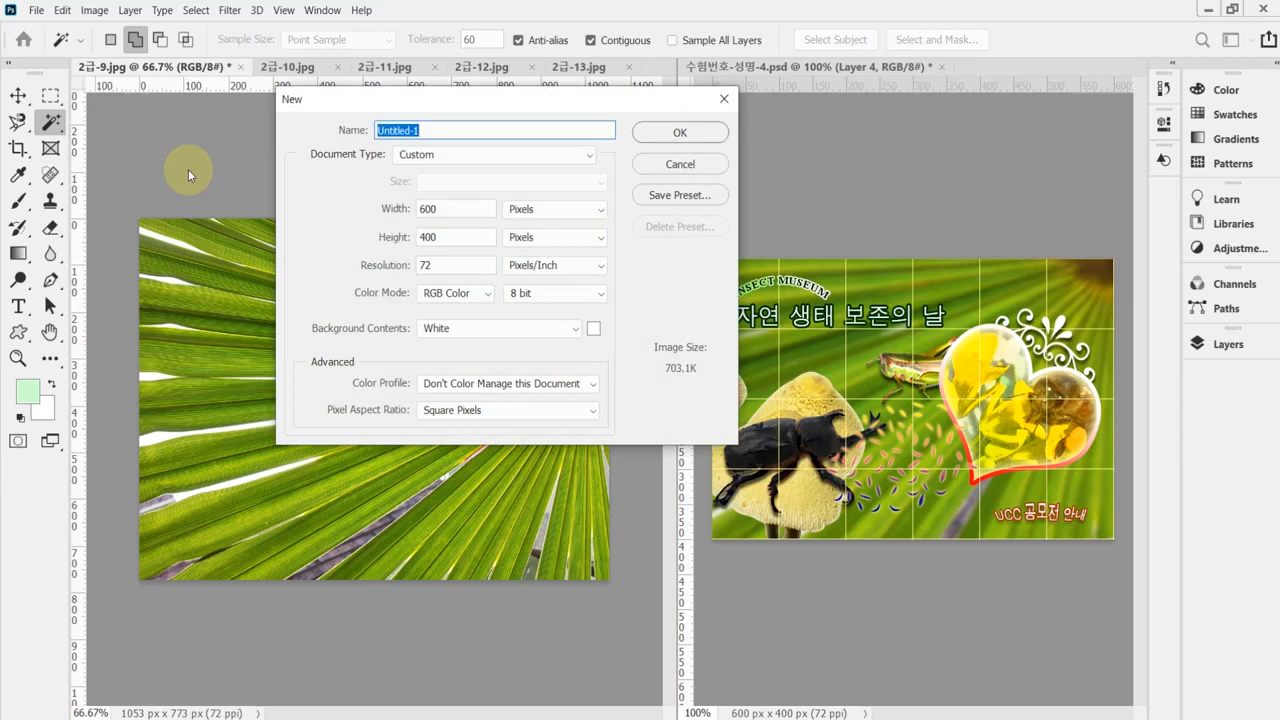 Ps File Edit Image Layer Type Select Filter 3D View Window Help
Sample Size: Point Sample Tolerance: 60 Anti-alias Contiguous Sample All Layers Select Subject Select and Mask...
2급-9.jpg @ 66.7% (RGB/8#) * × 2급-10.jpg × 2급-11.jpg × 2급-12.jpg × 2급-13.jpg × 수험번호-성명-4.psd @ 100% (Layer 4, RGB/8#) * ×
New
Name: Untitled-1
OK
Document Type: Custom
Cancel
Size:
Save Preset...
Width: 600 Pixels
Delete Preset...
Height: 400 Pixels
Resolution: 72 Pixels/Inch
Color Mode: RGB Color 8 bit
Background Contents: White
Image Size:
703.1K
Advanced
Color Profile: Don't Color Manage this Document
Pixel Aspect Ratio: Square Pixels
Color
Swatches
Gradients
Patterns
Learn
Libraries
Adjustme...
Channels
Paths
Layers
NSECT MUSEUM
자연 생태 보존의 날
UCC 공모전 안내
66.67% 1053 px x 773 px (72 ppi)
100% 600 px x 400 px (72 ppi)